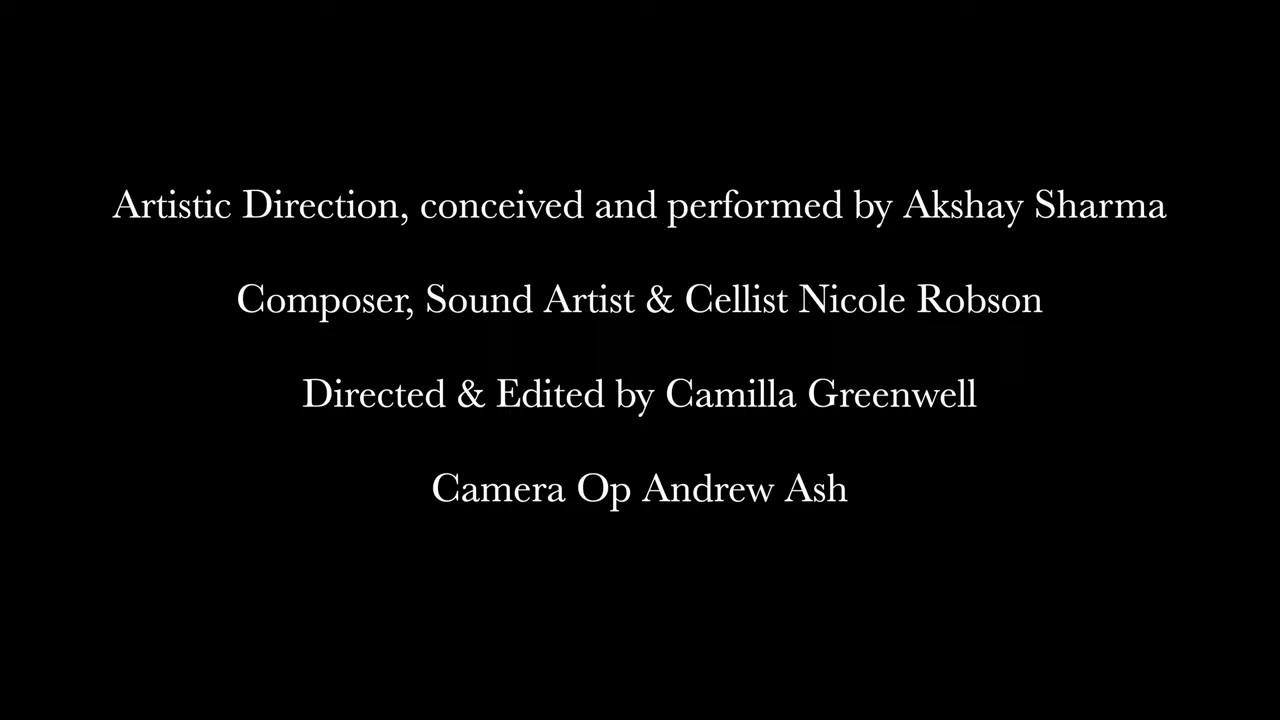 Artistic Direction, conceived and performed by Akshay Sharma
Composer, Sound Artist & Cellist Nicole Robson
Directed & Edited by Camilla Greenwell
Camera Op Andrew Ash